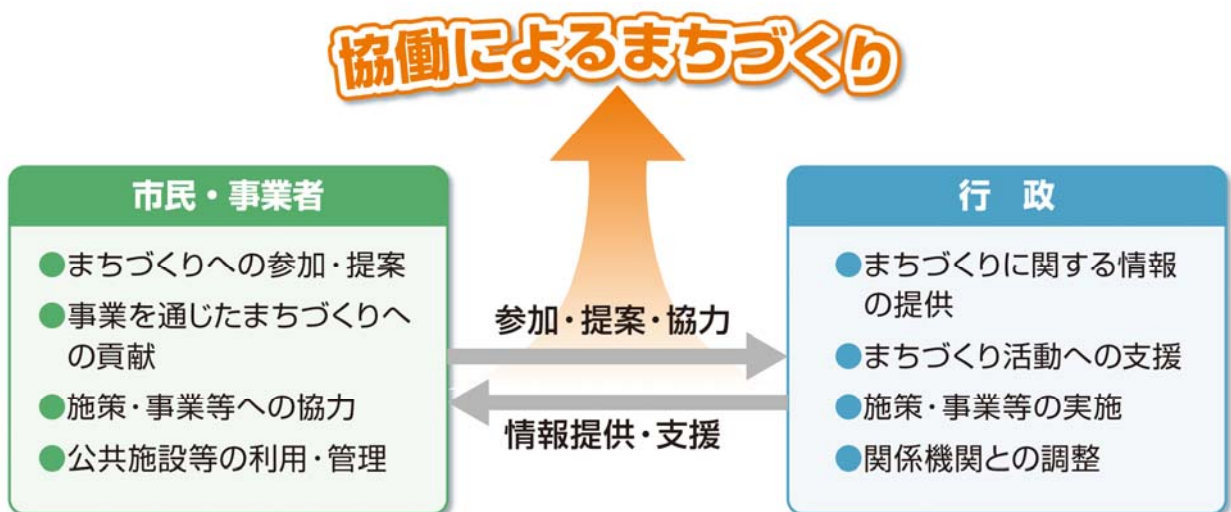 協働によるまちづくり
市民・事業者
●まちづくりへの参加・提案
●事業を通じたまちづくりへ
の貢献
●施策・事業等への協力
●公共施設等の利用・管理
参加・提案・協力
情報提供・支援
行 政
●まちづくりに関する情報
の提供
●まちづくり活動への支援
●施策・事業等の実施
●関係機関との調整